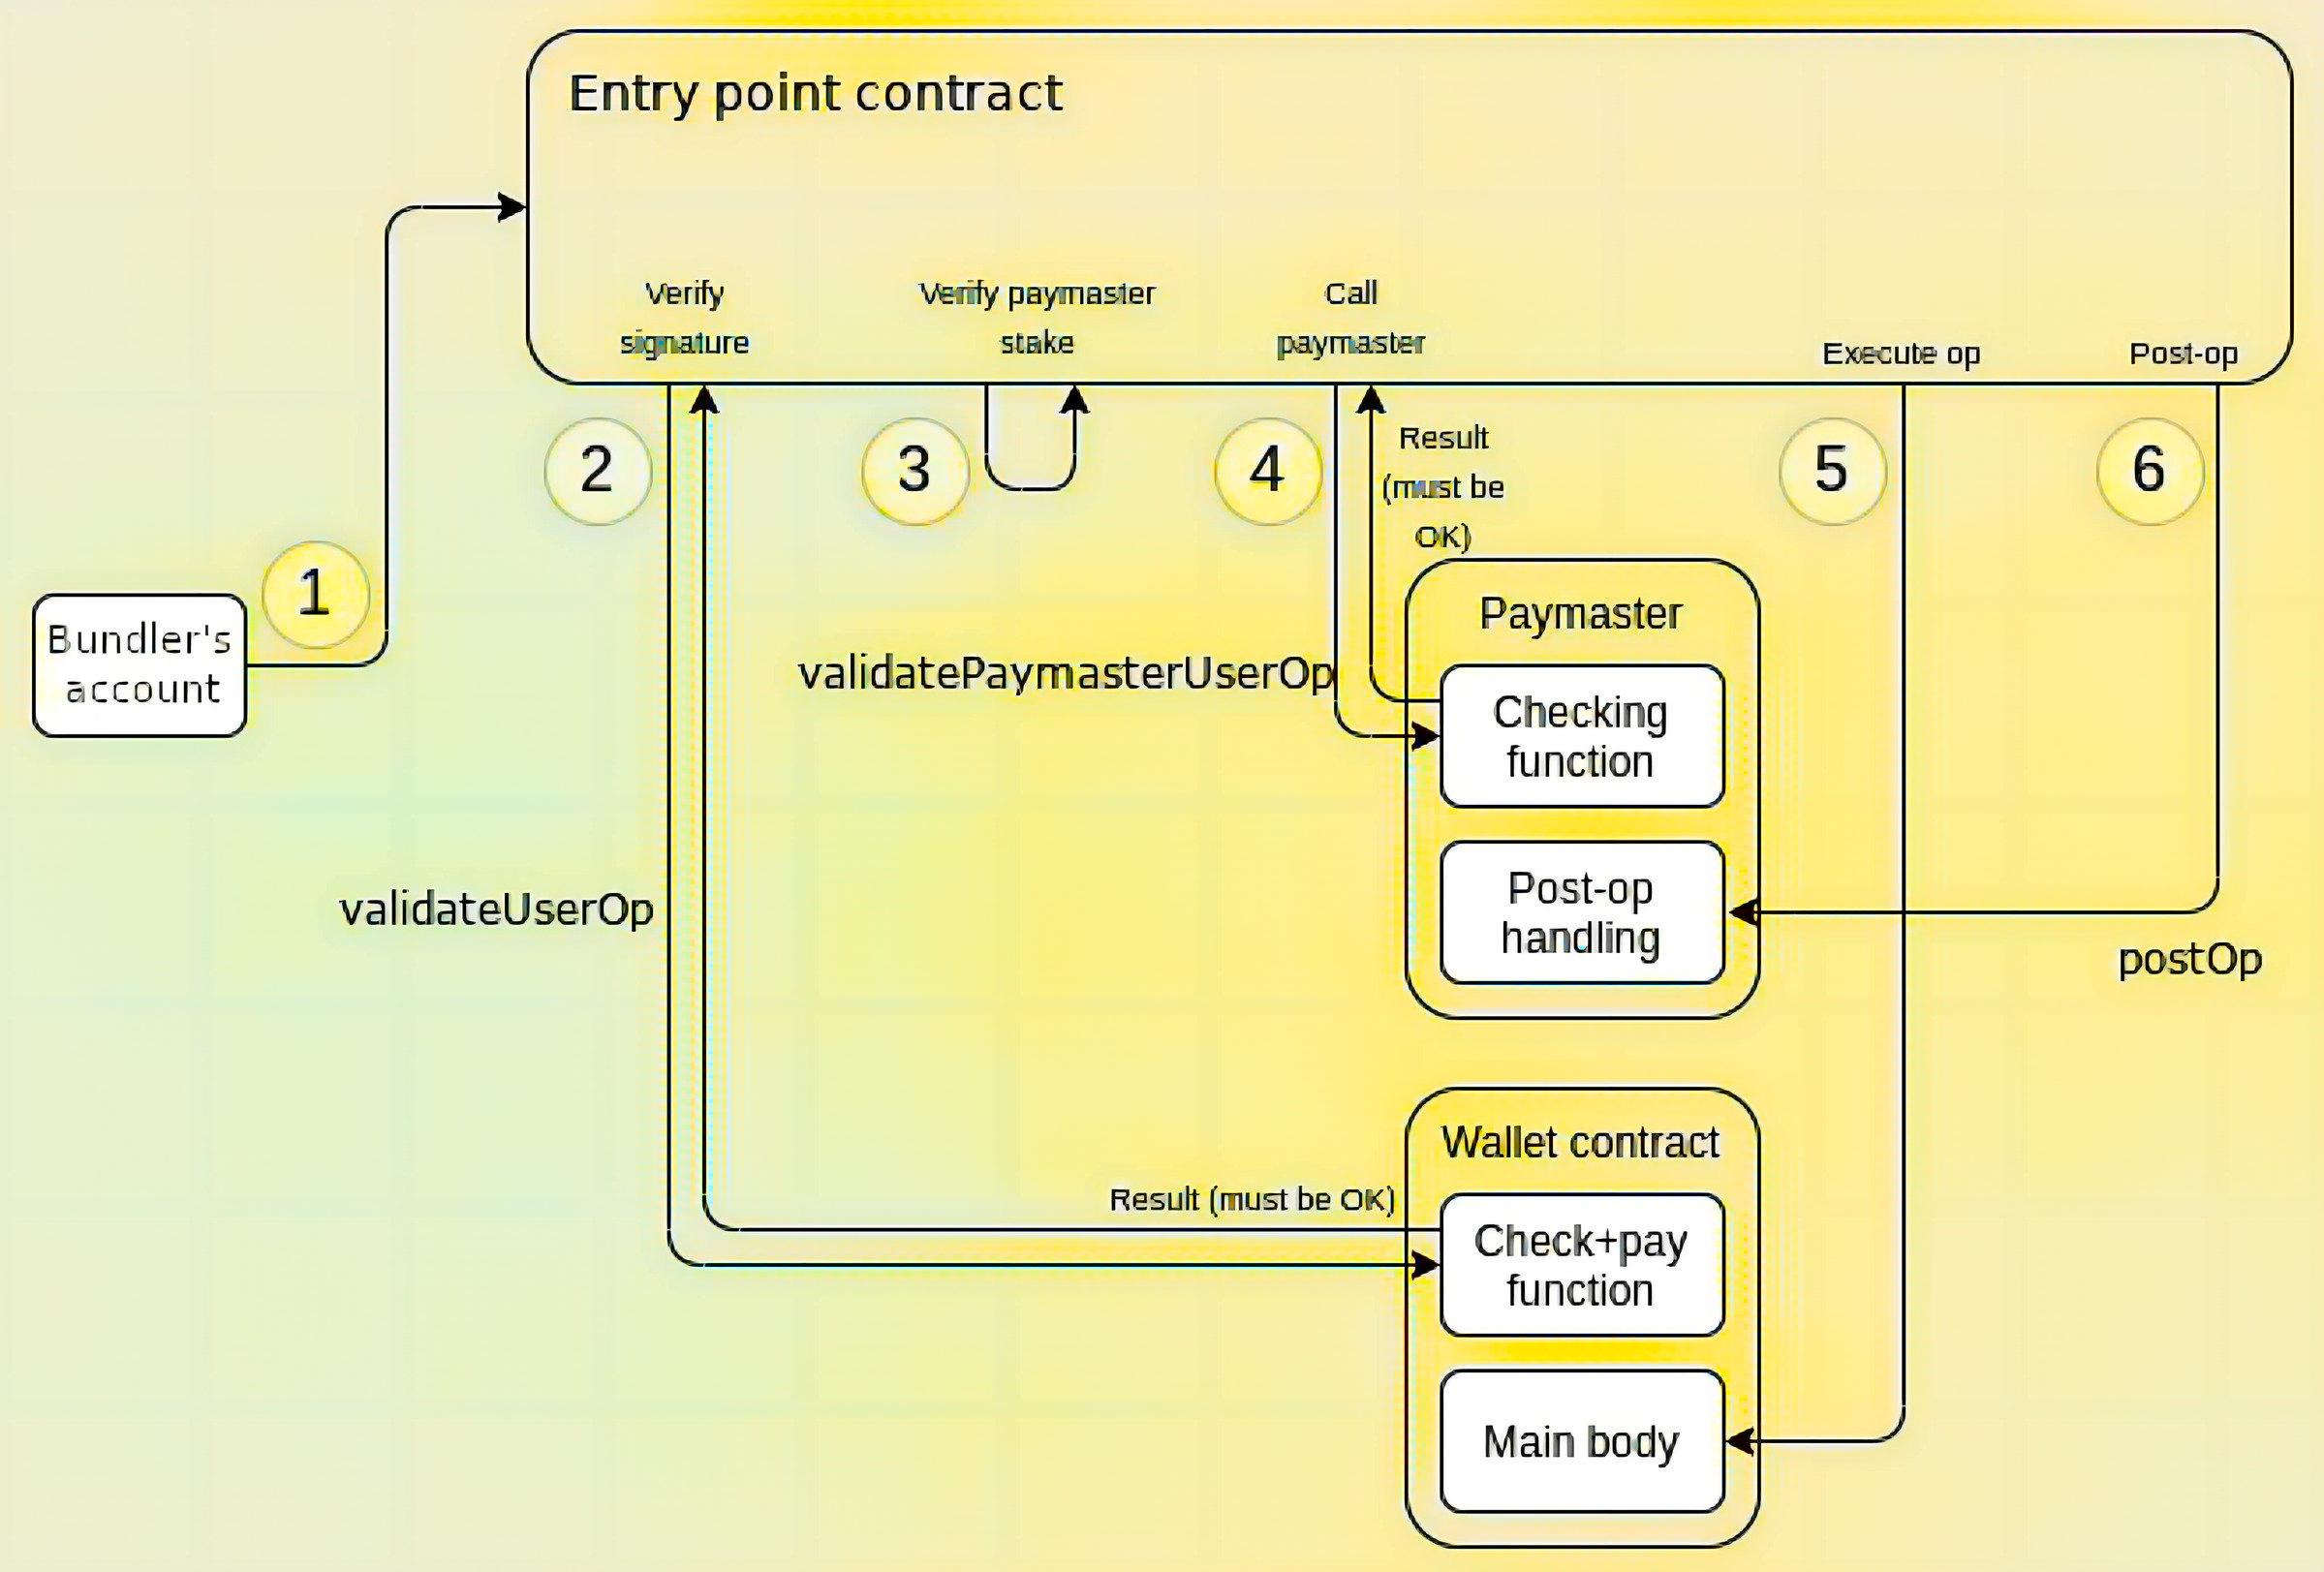 Entry point contract
Verify
signature
Verify paymaster
stake
Call
paymaster
Execute op
Post-op
1
2
3
4
5
6
Result
(must be
OK)
Bundler's
account
Paymaster
validatePaymasterUserOp
Checking
function
Post-op
handling
validateUserOp
postOp
Wallet contract
Result (must be OK)
Check+pay
function
Main body